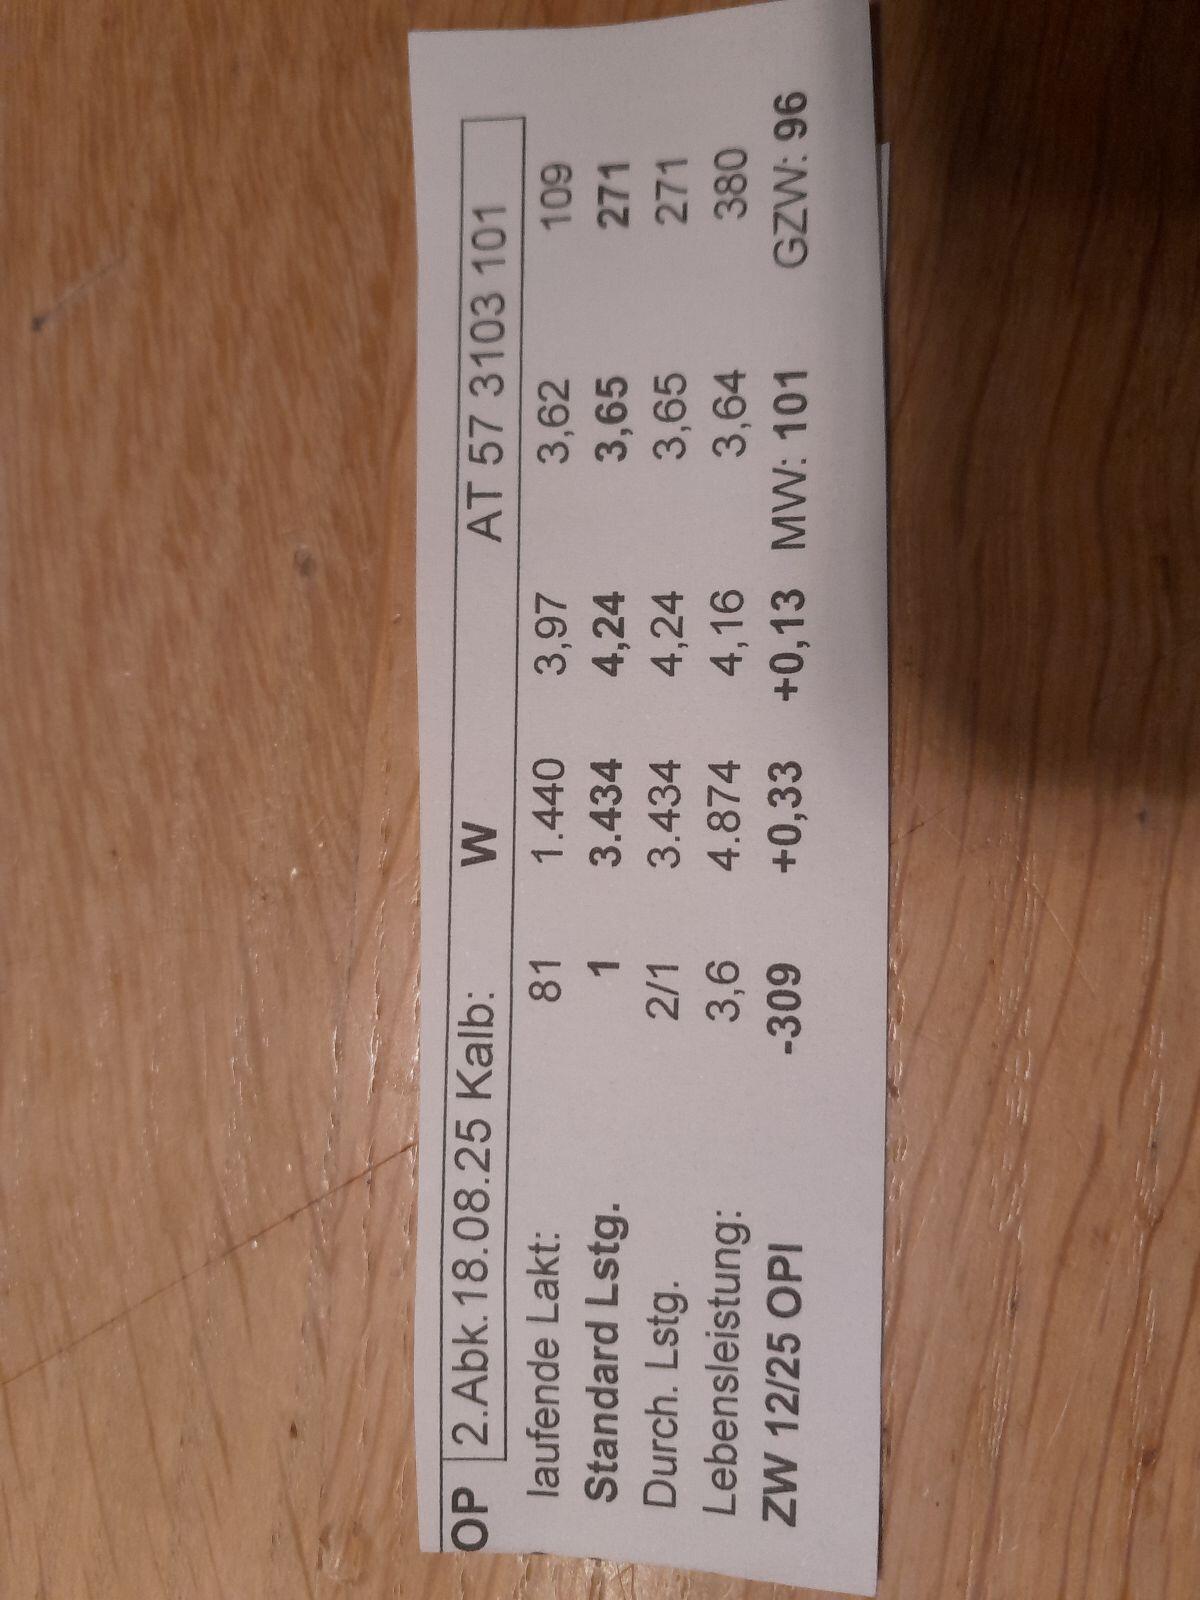 OP 2.Abk.18.08.25 Kalb: W AT 57 3103 101
laufende Lakt: 81 1.440 3,97 3,62 109
Standard Lstg. 1 3.434 4,24 3,65 271
Durch. Lstg. 2/1 3.434 4,24 3,65 271
Lebensleistung: 3,6 4.874 4,16 3,64 380
ZW 12/25 OPI -309 +0,33 +0,13 MW: 101 GZW: 96